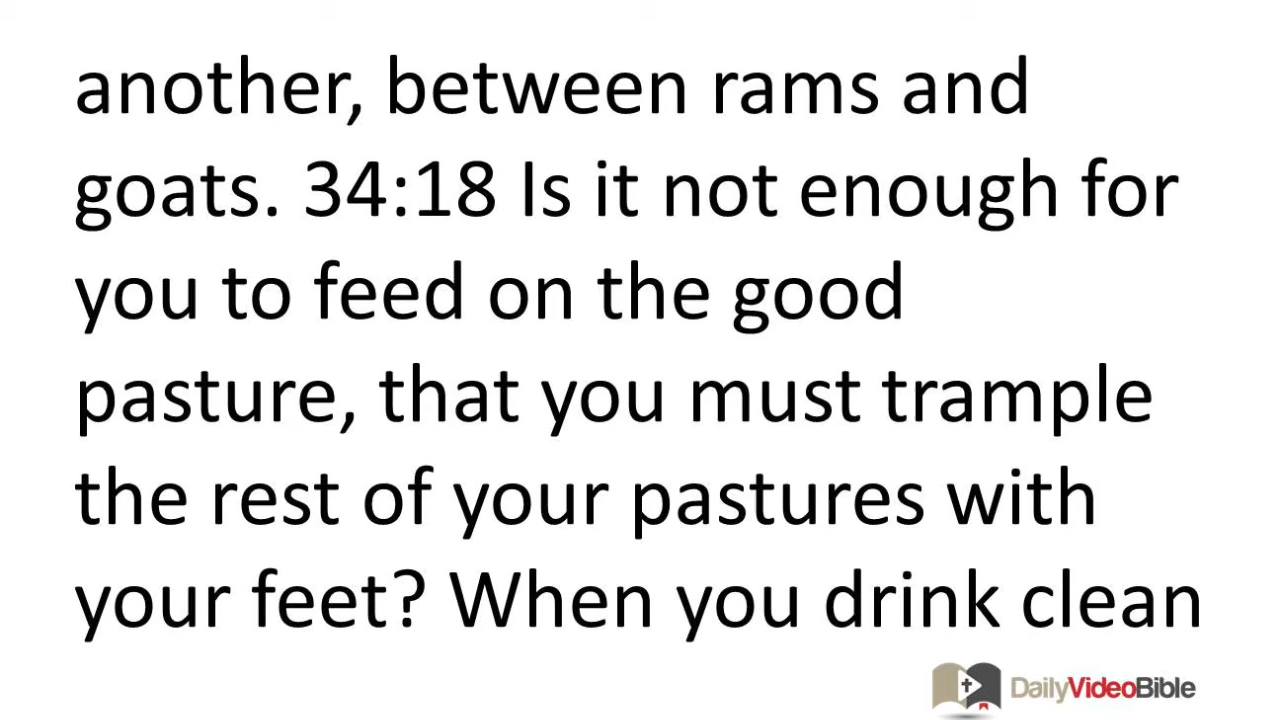 another, between rams and
goats. 34:18 Is it not enough for
you to feed on the good
pasture, that you must trample
the rest of your pastures with
your feet? When you drink clean
DailyVideoBible